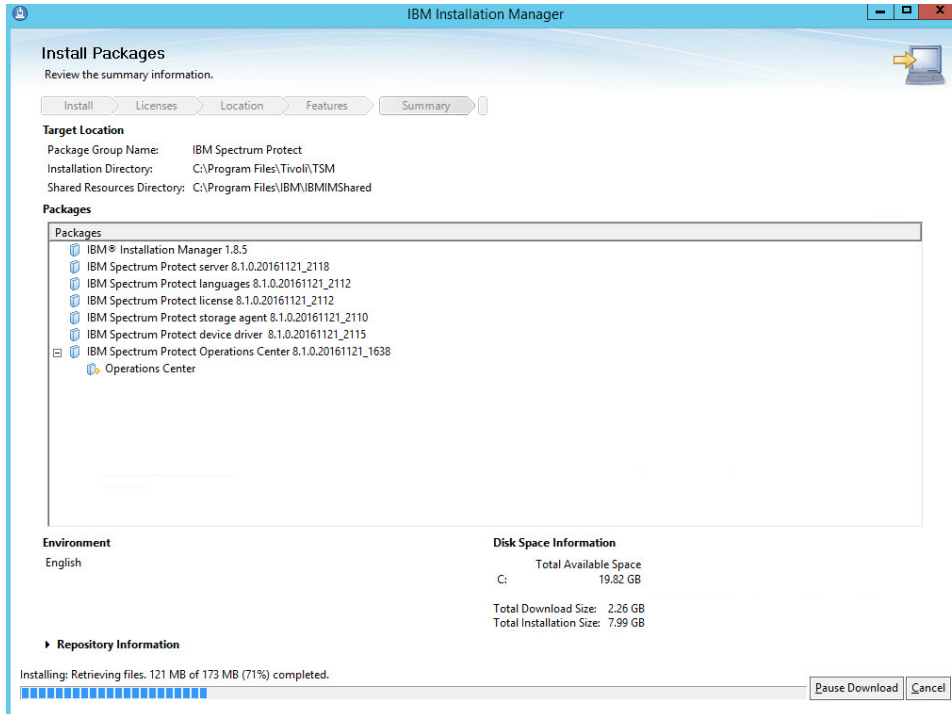 IBM Installation Manager
Install Packages
Review the summary information.
Install Licenses Location Features Summary
Target Location
Package Group Name: IBM Spectrum Protect
Installation Directory: C:\Program Files\Tivoli\TSM
Shared Resources Directory: C:\Program Files\IBM\IBMIMShared
Packages
Packages
IBM® Installation Manager 1.8.5
IBM Spectrum Protect server 8.1.0.20161121_2118
IBM Spectrum Protect languages 8.1.0.20161121_2112
IBM Spectrum Protect license 8.1.0.20161121_2112
IBM Spectrum Protect storage agent 8.1.0.20161121_2110
IBM Spectrum Protect device driver 8.1.0.20161121_2115
IBM Spectrum Protect Operations Center 8.1.0.20161121_1638
Operations Center
Environment
English
Disk Space Information
Total Available Space
C: 19.82 GB
Total Download Size: 2.26 GB
Total Installation Size: 7.99 GB
Repository Information
Installing: Retrieving files. 121 MB of 173 MB (71%) completed.
Pause Download Cancel